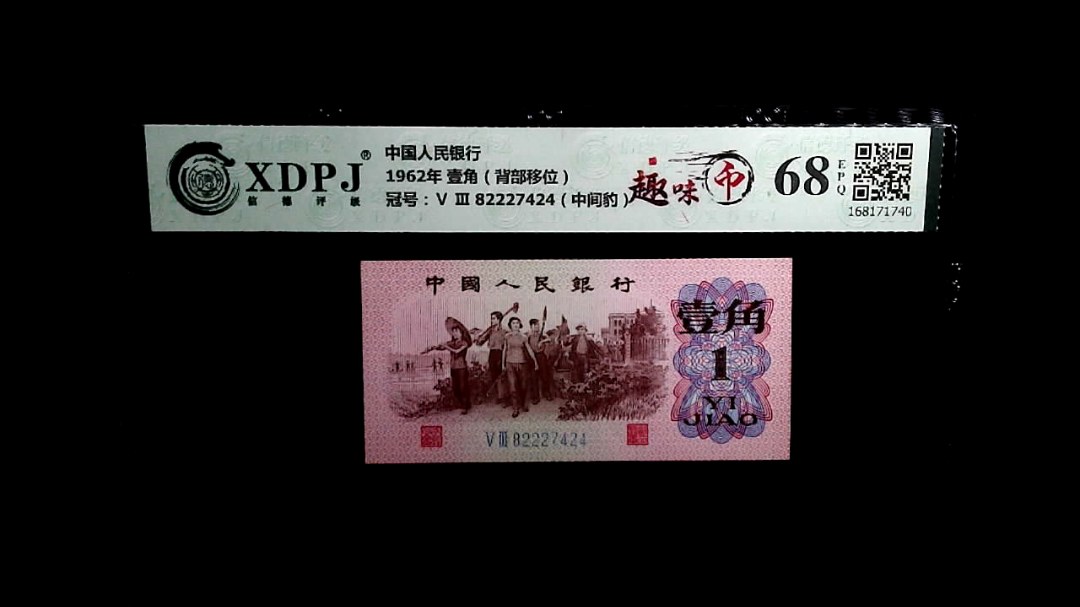 XDPJ®
信德评级
中国人民银行
1962年 壹角（背部移位）
冠号：V III 82227424（中间豹）
趣味币
68
EPQ
168171740
中國人民銀行
壹角
1
YI
JIAO
V III 82227424